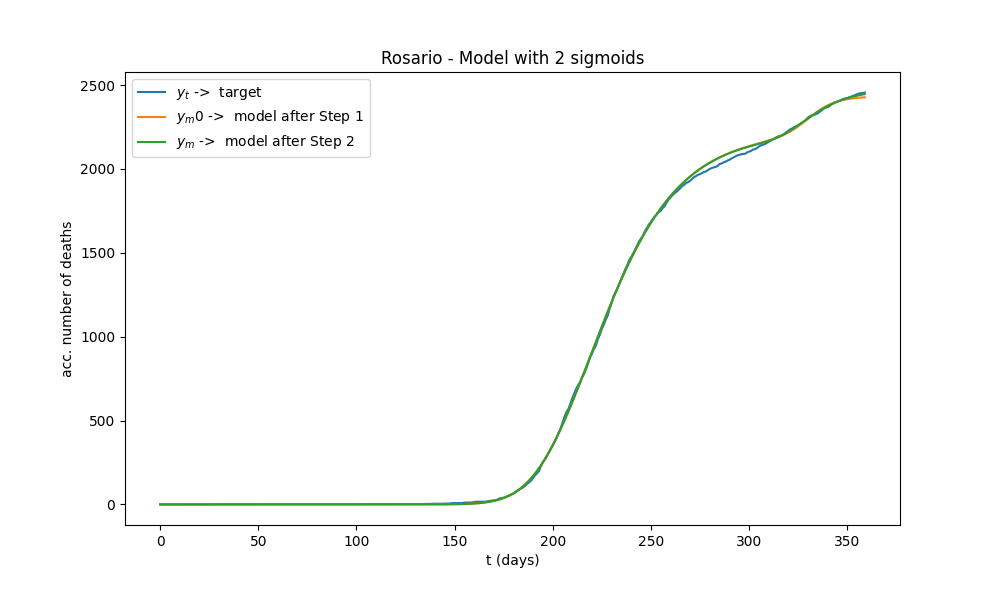 Rosario - Model with 2 sigmoids
y_t -> target
y_m0 -> model after Step 1
y_m -> model after Step 2
acc. number of deaths
2500
2000
1500
1000
500
0
0 50 100 150 200 250 300 350
t (days)